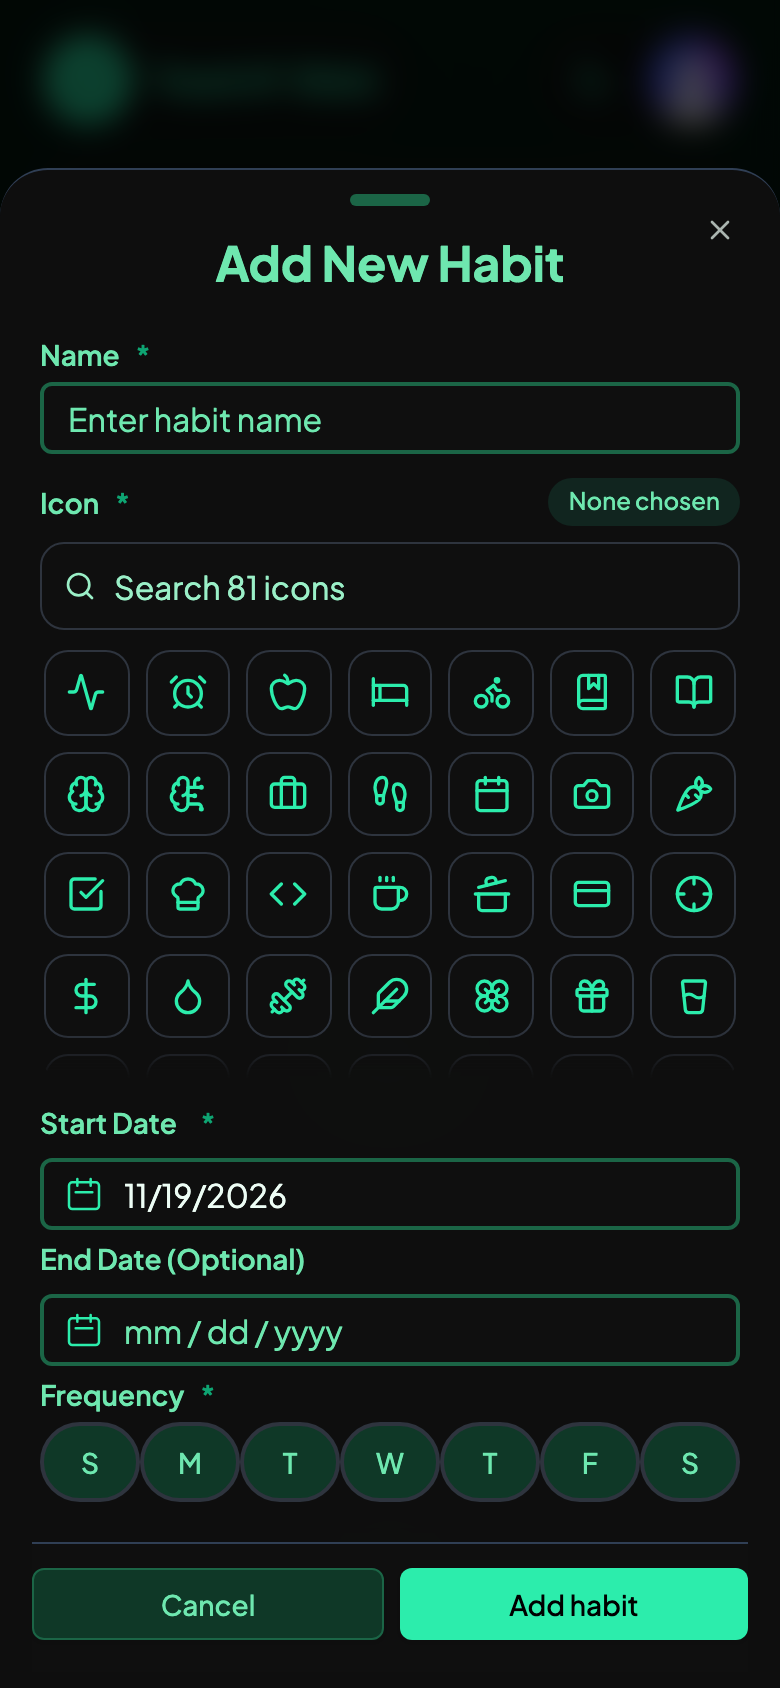 Add New Habit
Name *
Enter habit name
Icon *
None chosen
Search 81 icons
Start Date *
11/19/2026
End Date (Optional)
mm / dd / yyyy
Frequency *
S M T W T F S
Cancel
Add habit